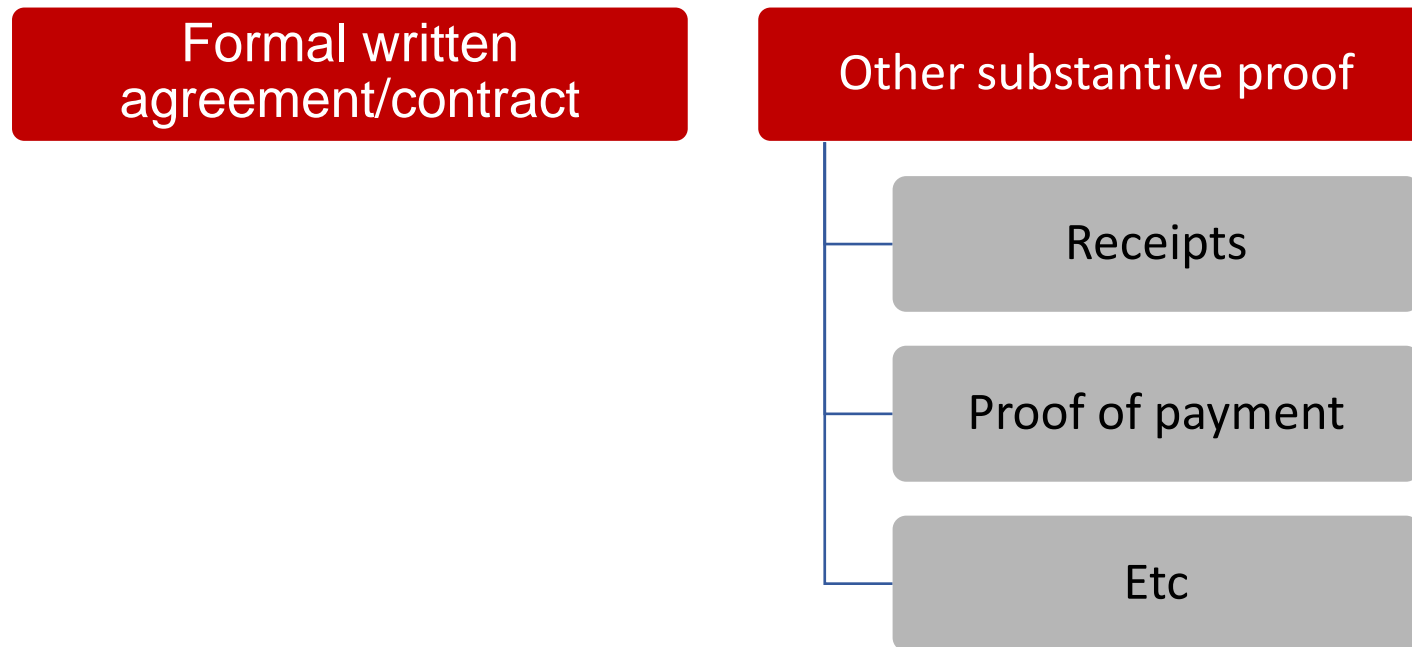 Formal written
agreement/contract
Other substantive proof
Receipts
Proof of payment
Etc